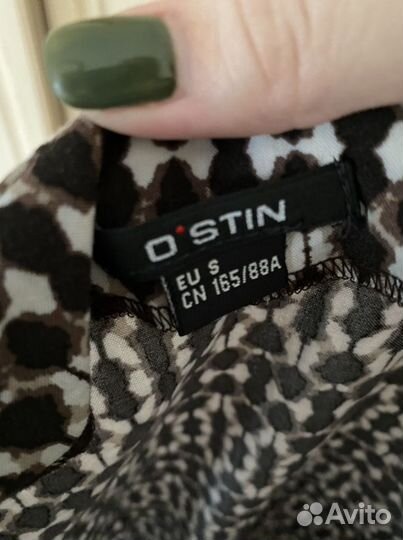 O'STIN
EU S
CN 165/88A
Avito